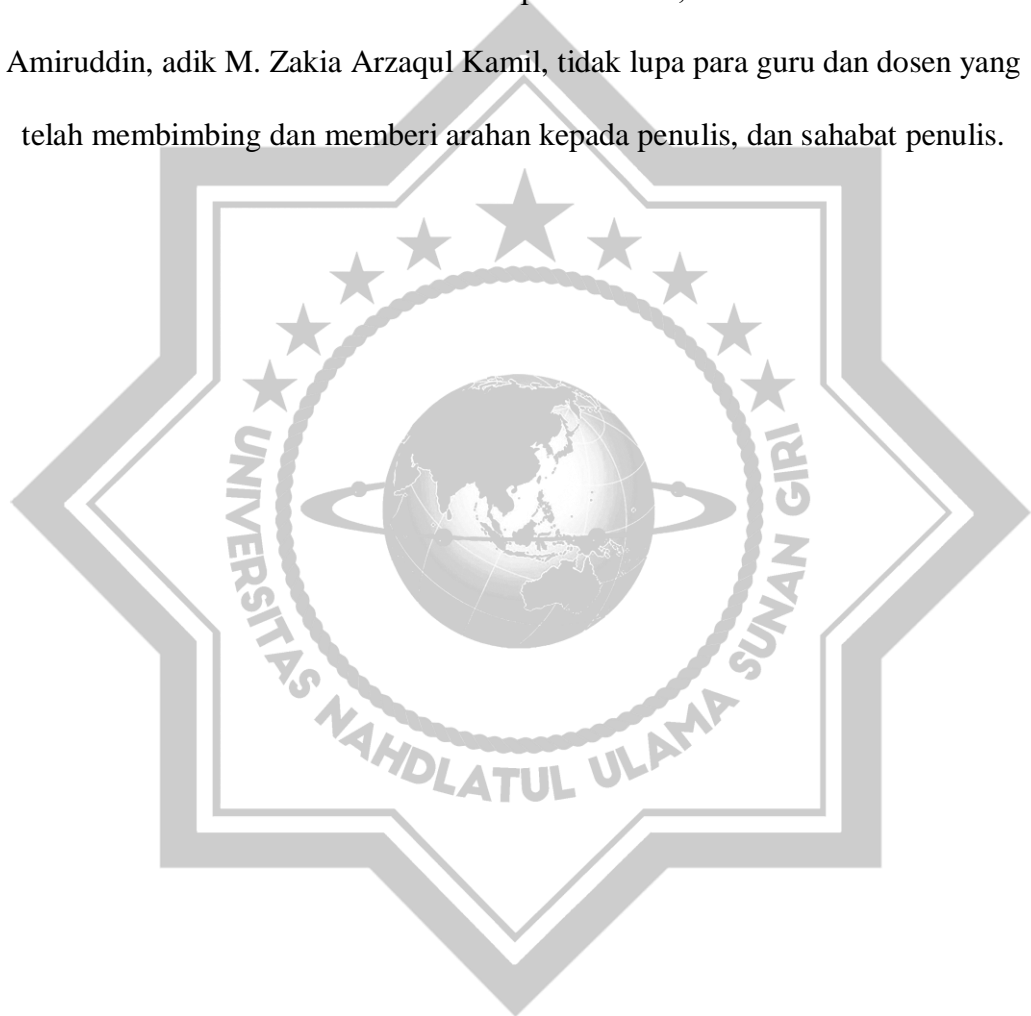 Amiruddin, adik M. Zakia Arzaqul Kamil, tidak lupa para guru dan dosen yang
telah membimbing dan memberi arahan kepada penulis, dan sahabat penulis.
UNIVERSITAS NAHDLATUL ULAMA SUNAN GIRI